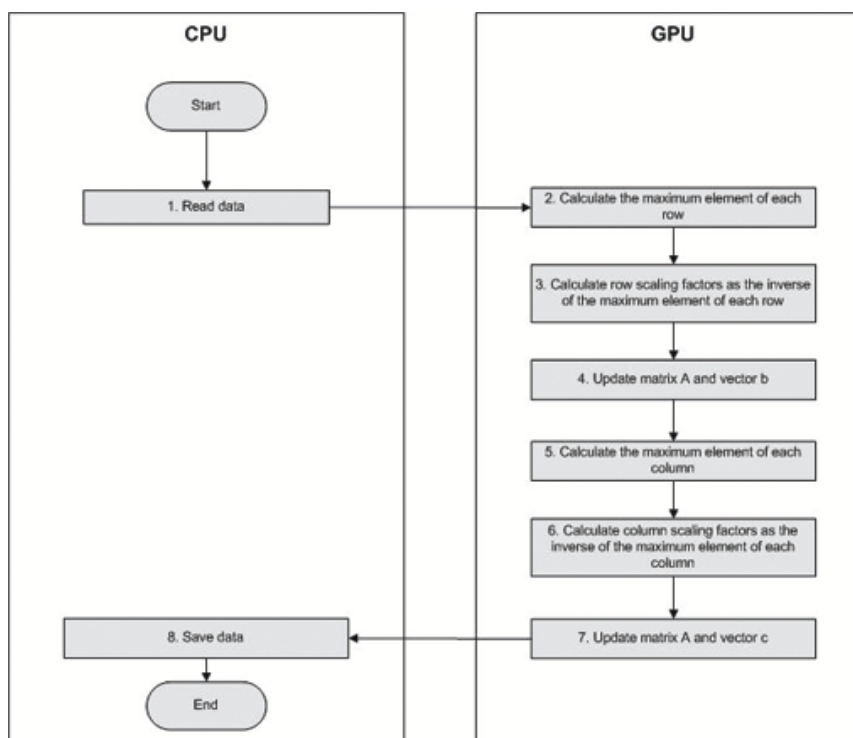 CPU
GPU
Start
1. Read data
2. Calculate the maximum element of each
row
3. Calculate row scaling factors as the inverse
of the maximum element of each row
4. Update matrix A and vector b
5. Calculate the maximum element of each
column
6. Calculate column scaling factors as the
inverse of the maximum element of each
column
7. Update matrix A and vector c
8. Save data
End